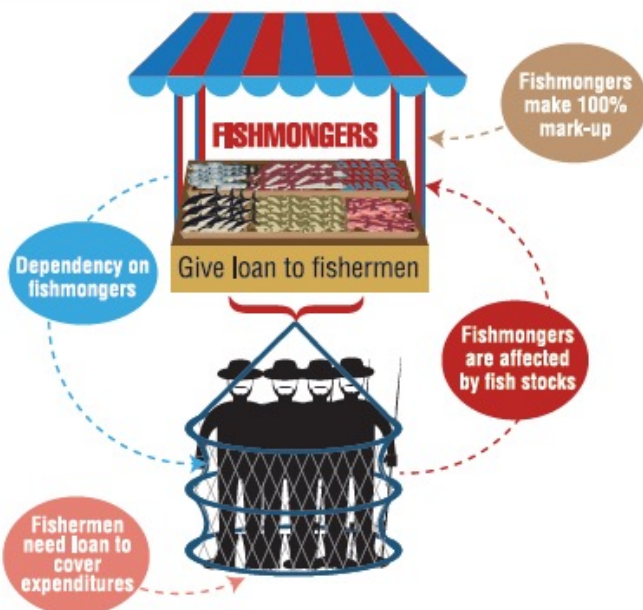 Fishmongers
make 100%
mark-up
FISHMONGERS
Dependency on
fishmongers
Give loan to fishermen
Fishmongers
are affected
by fish stocks
Fishermen
need loan to
cover
expenditures